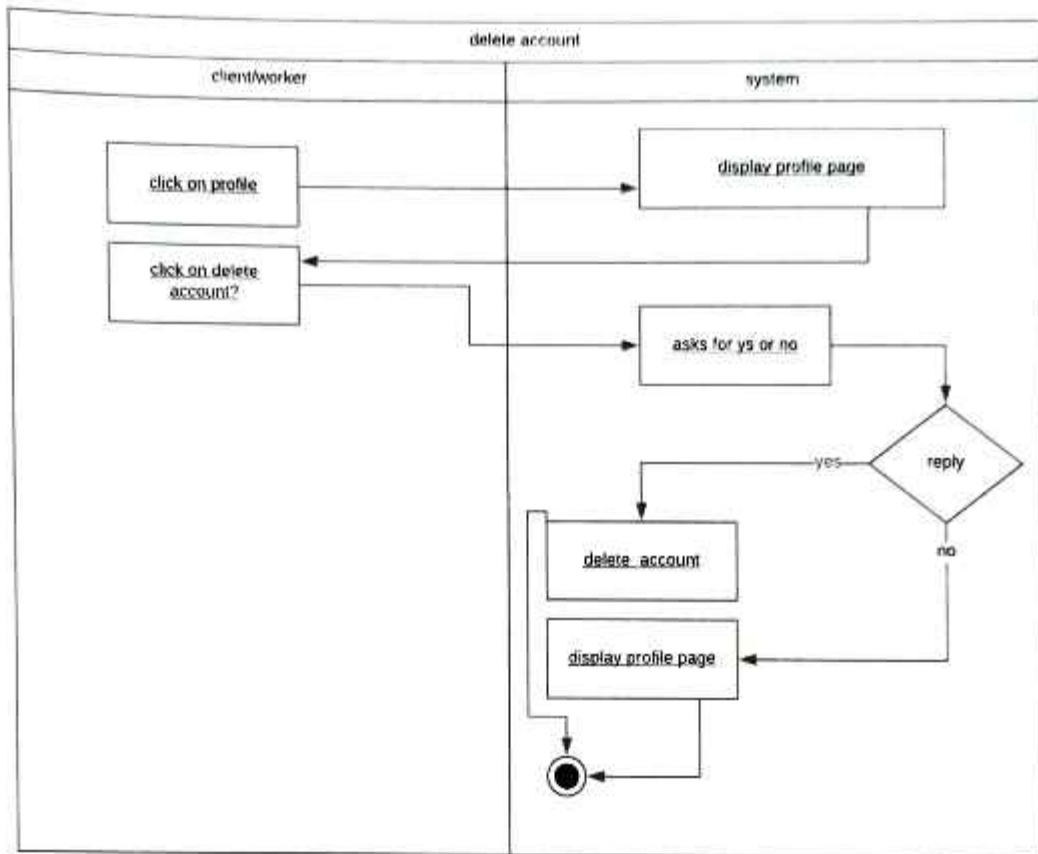 delete account
client/worker
system
click on profile
display profile page
click on delete
account?
asks for ys or no
yes
reply
delete account
no
display profile page